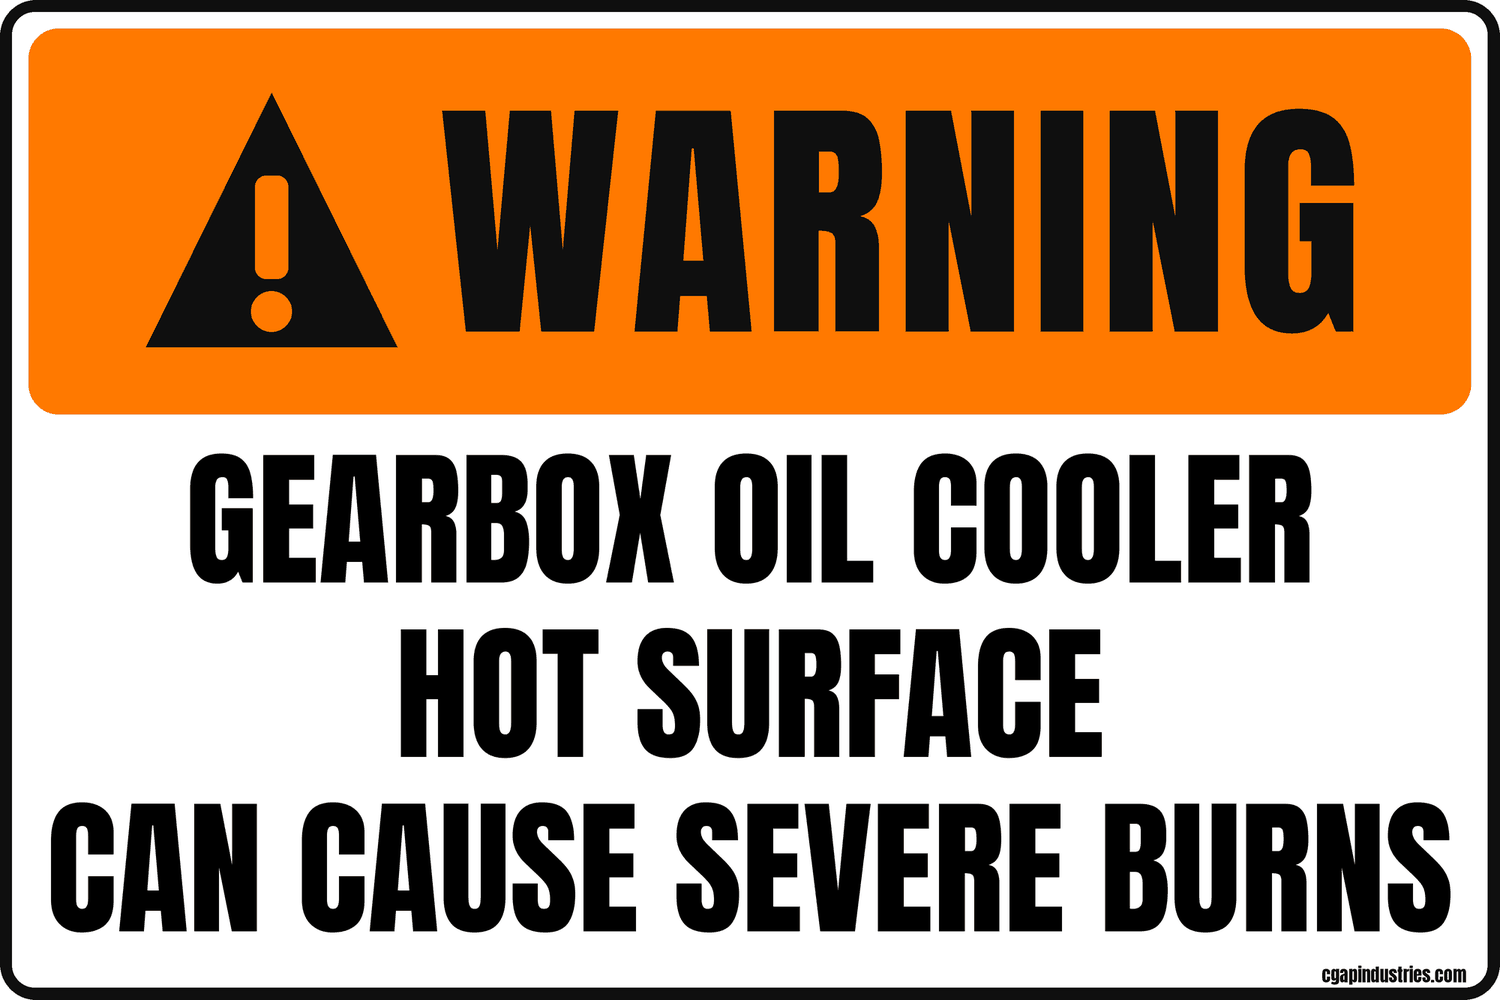 WARNING
GEARBOX OIL COOLER
HOT SURFACE
CAN CAUSE SEVERE BURNS
cgapindustries.com